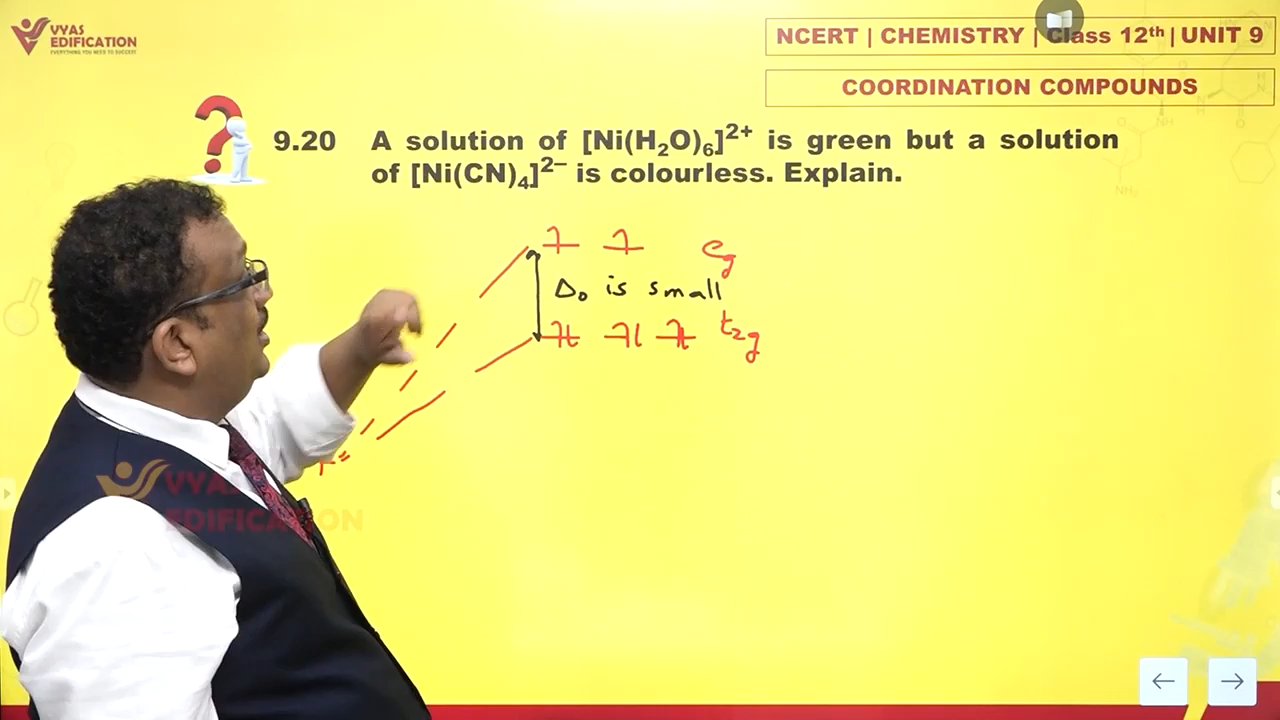 VYAS
EDIFICATION
EVERYTHING YOU NEED TO SUCCEED
NCERT | CHEMISTRY | Class 12th | UNIT 9
COORDINATION COMPOUNDS
9.20 A solution of [Ni(H₂O)₆]²⁺ is green but a solution
of [Ni(CN)₄]²⁻ is colourless. Explain.
eg
Δ₀ is small
t₂g
VYAS
EDIFICATION